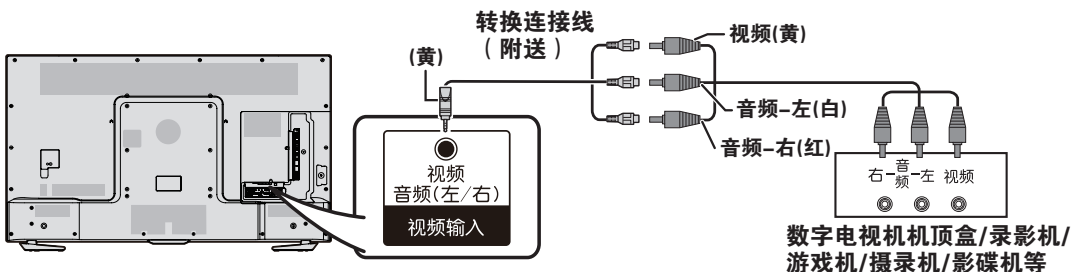 转换连接线
（附送）
(黄)
视频(黄)
音频–左(白)
音频–右(红)
视频
音频(左/右)
视频输入
右–音频–左 视频
数字电视机机顶盒/录影机/
游戏机/摄录机/影碟机等